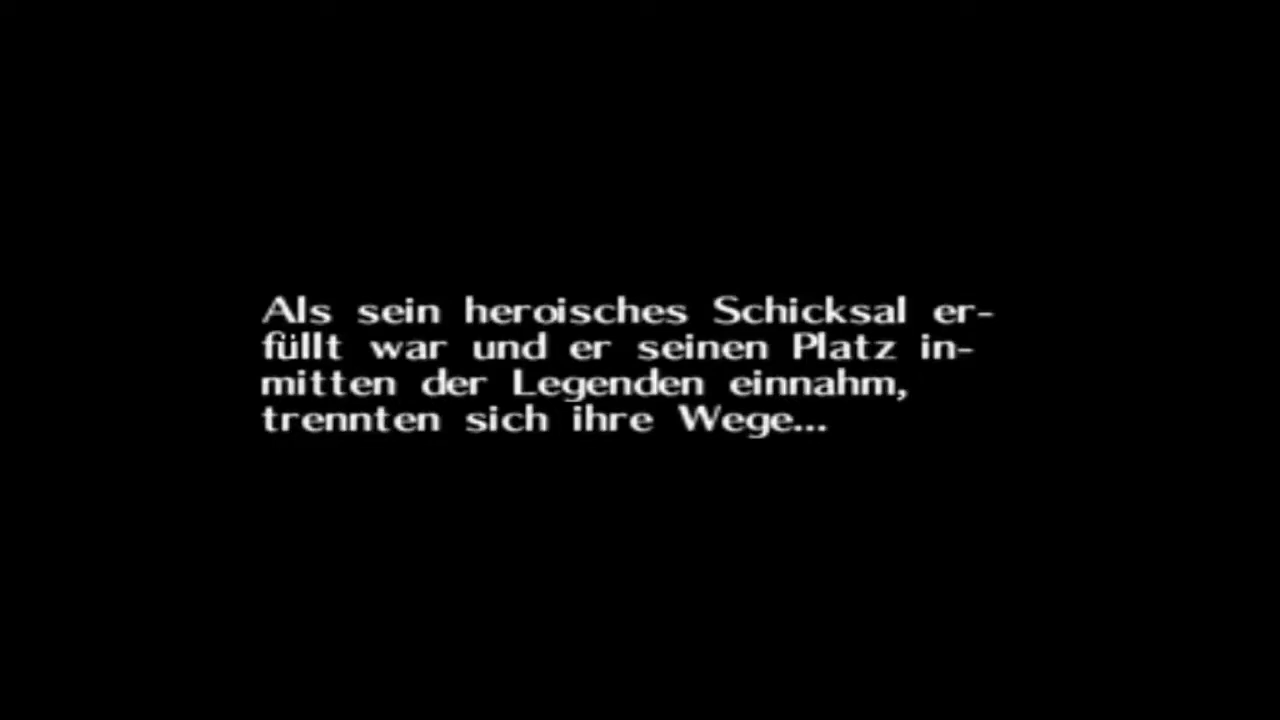 Als sein heroisches Schicksal er-
füllt war und er seinen Platz in-
mitten der Legenden einnahm,
trennten sich ihre Wege...